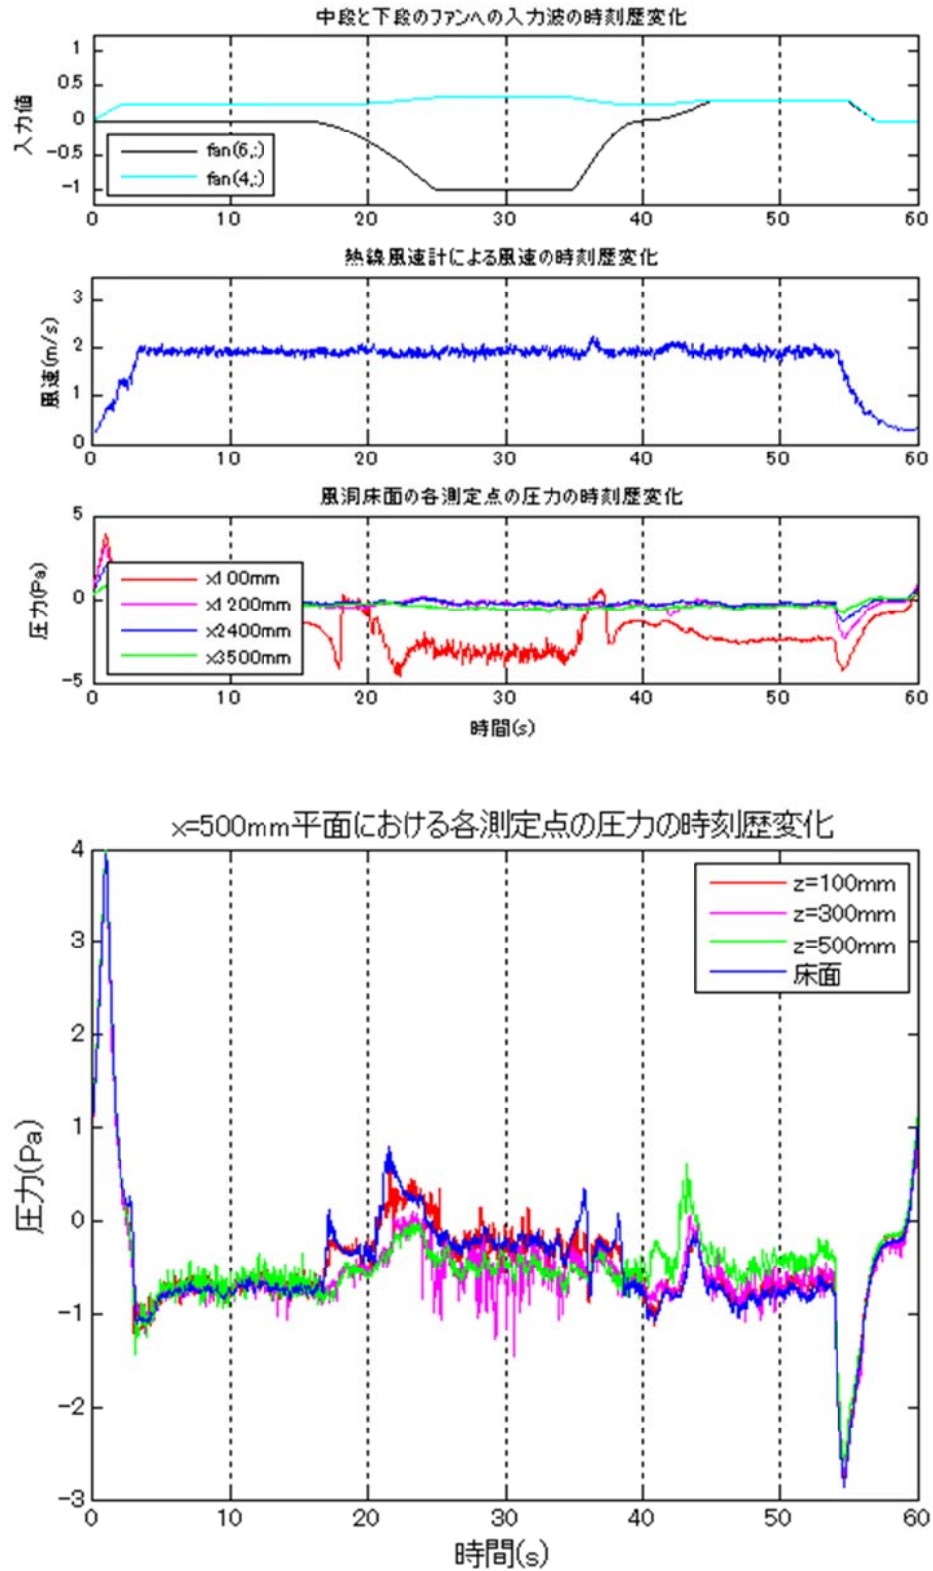 中段と下段のファンへの入力波の時刻歴変化
入力値
1
0.5
0
-0.5
-1
fan(6,:)
fan(4,:)
0 10 20 30 40 50 60
熱線風速計による風速の時刻歴変化
風速(m/s)
3
2
1
0
0 10 20 30 40 50 60
風洞床面の各測定点の圧力の時刻歴変化
圧力(Pa)
5
0
-5
x100mm
x1200mm
x2400mm
x3500mm
0 10 20 30 40 50 60
時間(s)
x=500mm平面における各測定点の圧力の時刻歴変化
圧力(Pa)
4
3
2
1
0
-1
-2
-3
z=100mm
z=300mm
z=500mm
床面
0 10 20 30 40 50 60
時間(s)